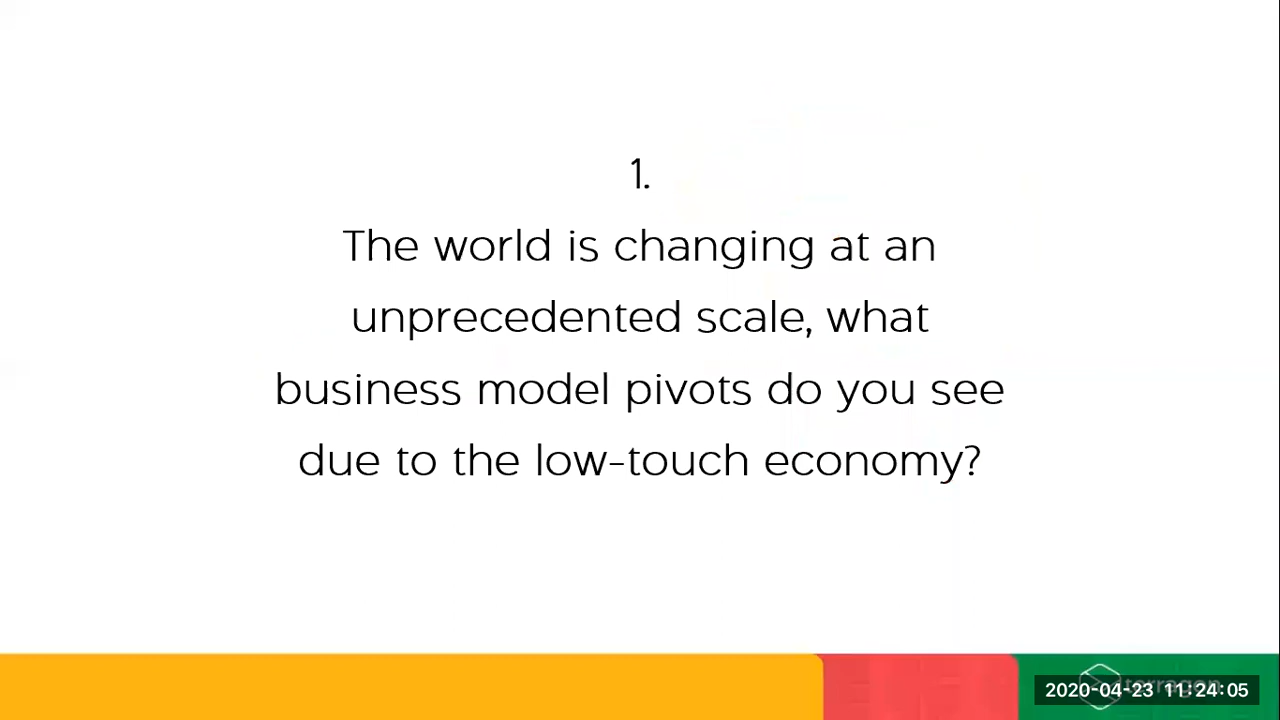 1.
The world is changing at an
unprecedented scale, what
business model pivots do you see
due to the low-touch economy?
2020-04-23 11:24:05